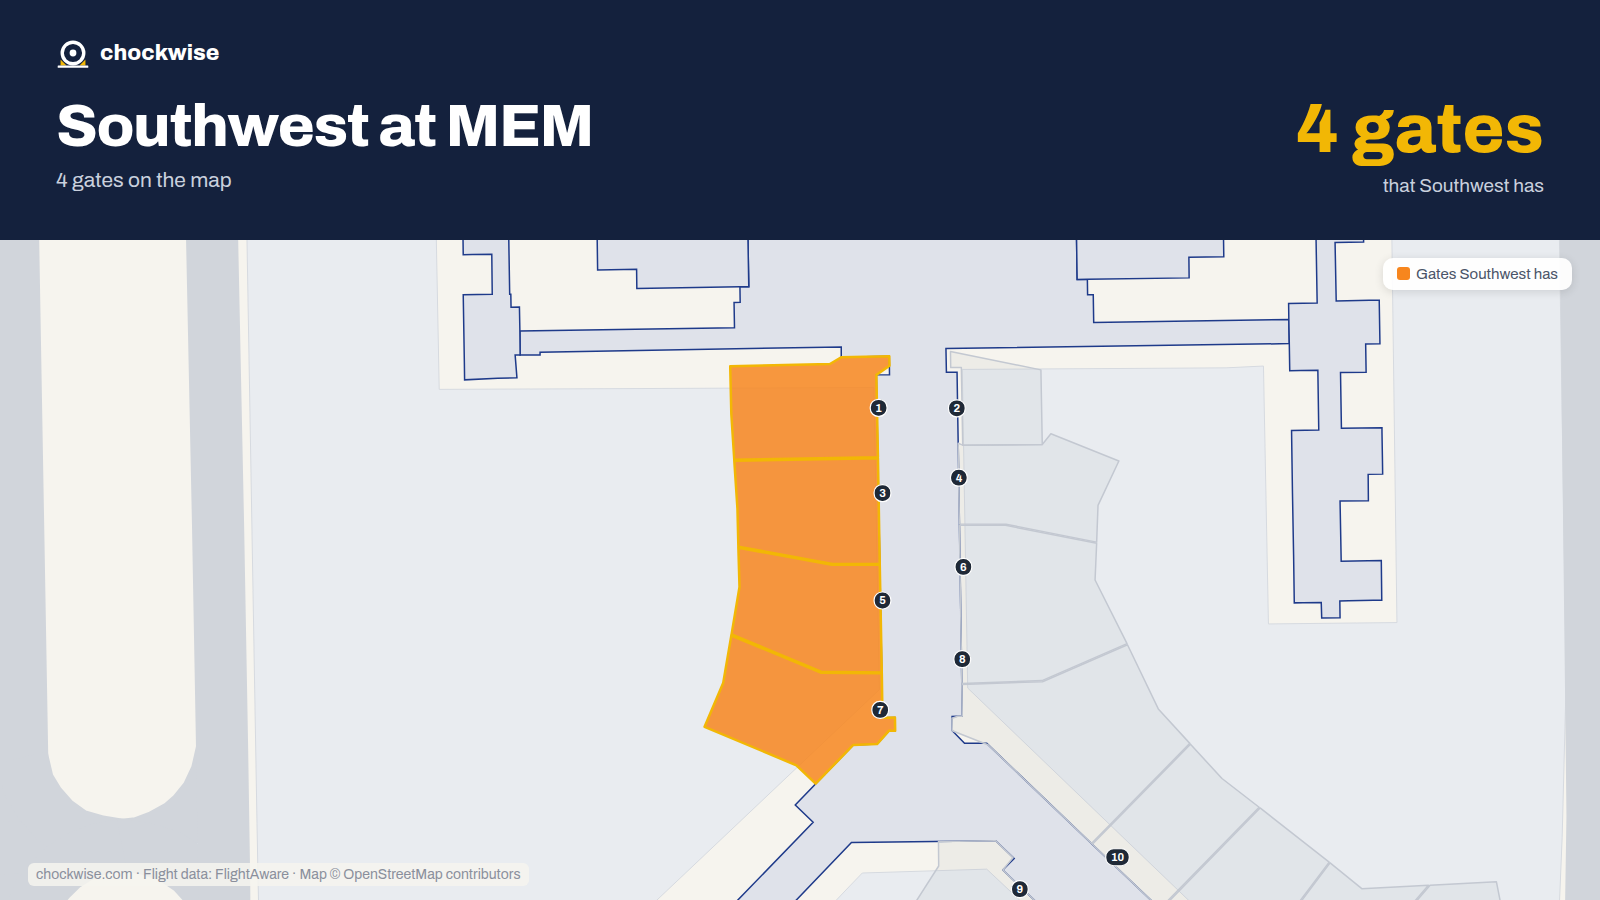 chockwise
Southwest at MEM
4 gates on the map
4 gates
that Southwest has
Gates Southwest has
1
2
3
4
5
6
7
8
9
10
chockwise.com · Flight data: FlightAware · Map © OpenStreetMap contributors